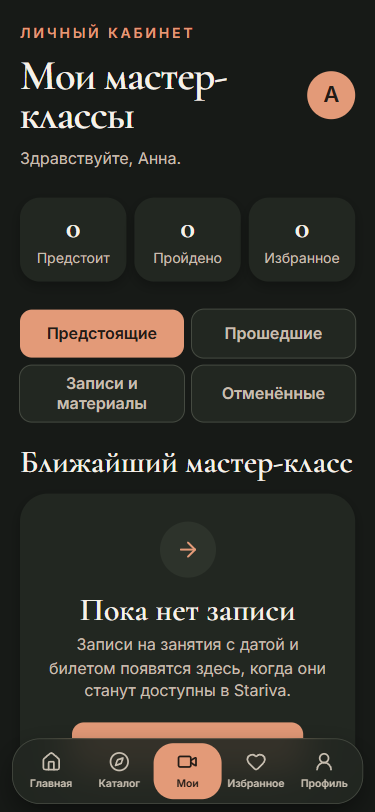 ЛИЧНЫЙ КАБИНЕТ
Мои мастер-
классы
А
Здравствуйте, Анна.
0
Предстоит
0
Пройдено
0
Избранное
Предстоящие
Прошедшие
Записи и
материалы
Отменённые
Ближайший мастер-класс
Пока нет записи
Записи на занятия с датой и
билетом появятся здесь, когда они
станут доступны в Stariva.
Главная
Каталог
Мои
Избранное
Профиль